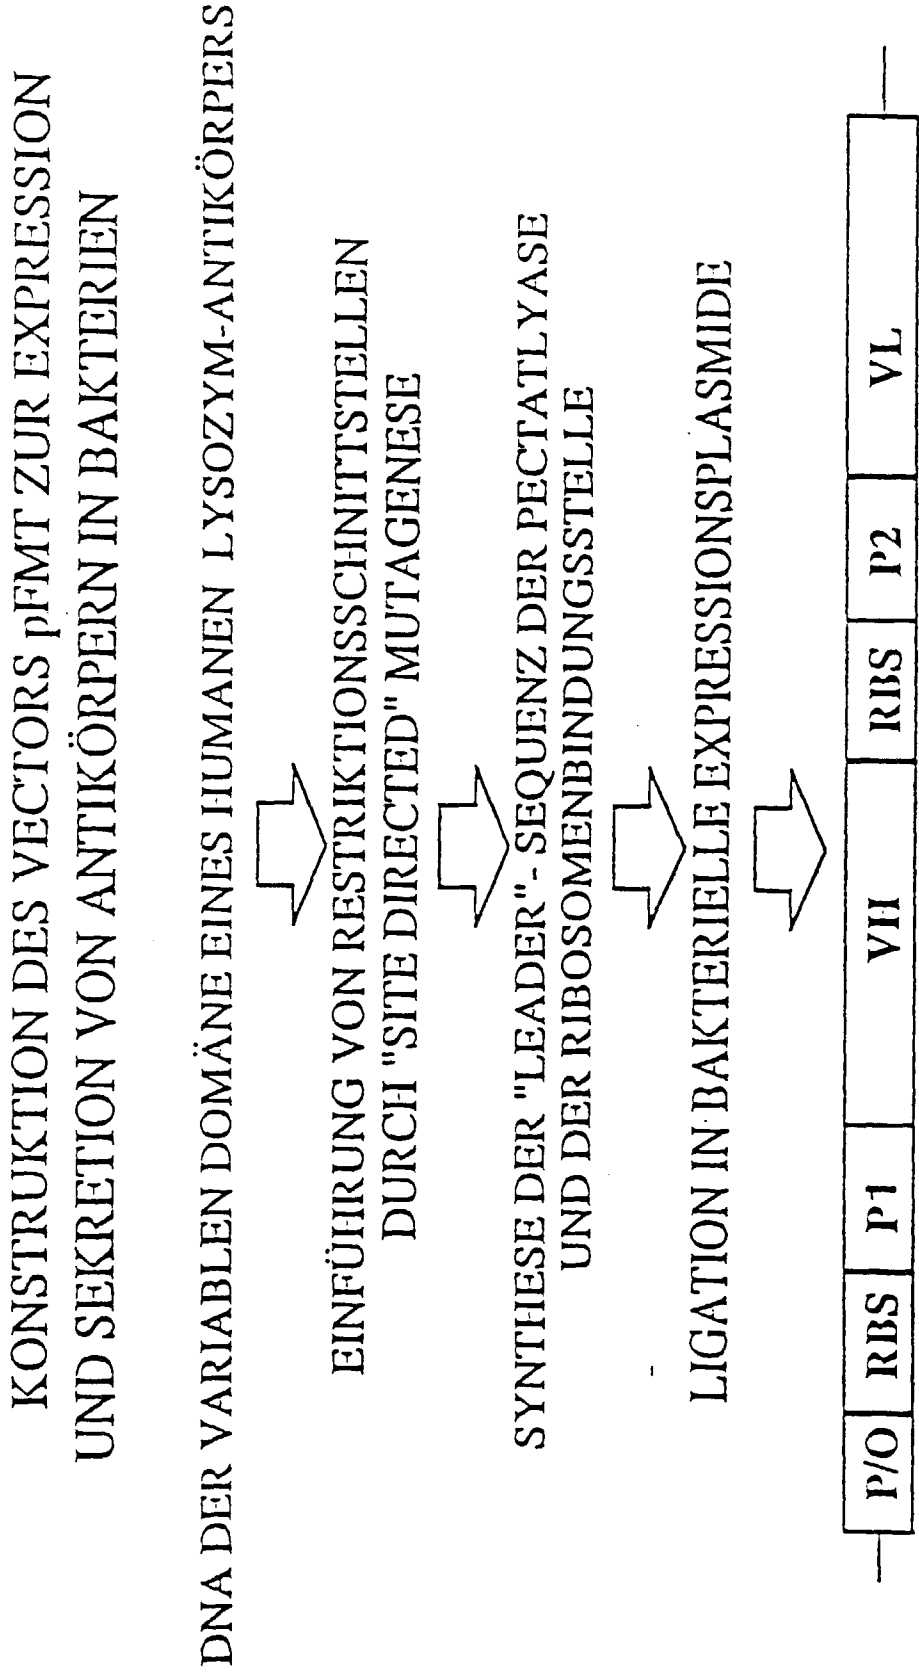 KONSTRUKTION DES VECTORS pFMT ZUR EXPRESSION
UND SEKRETION VON ANTIKÖRPERN IN BAKTERIEN
DNA DER VARIABLEN DOMÄNE EINES HUMANEN LYSOZYM-ANTIKÖRPERS
EINFÜHRUNG VON RESTRIKTIONSSCHNITTSTELLEN
DURCH "SITE DIRECTED" MUTAGENESE
SYNTHESE DER "LEADER"- SEQUENZ DER PECTATLYASE
UND DER RIBOSOMENBINDUNGSSTELLE
LIGATION IN BAKTERIELLE EXPRESSIONSPLASMIDE
P/O RBS P1 VH RBS P2 VL